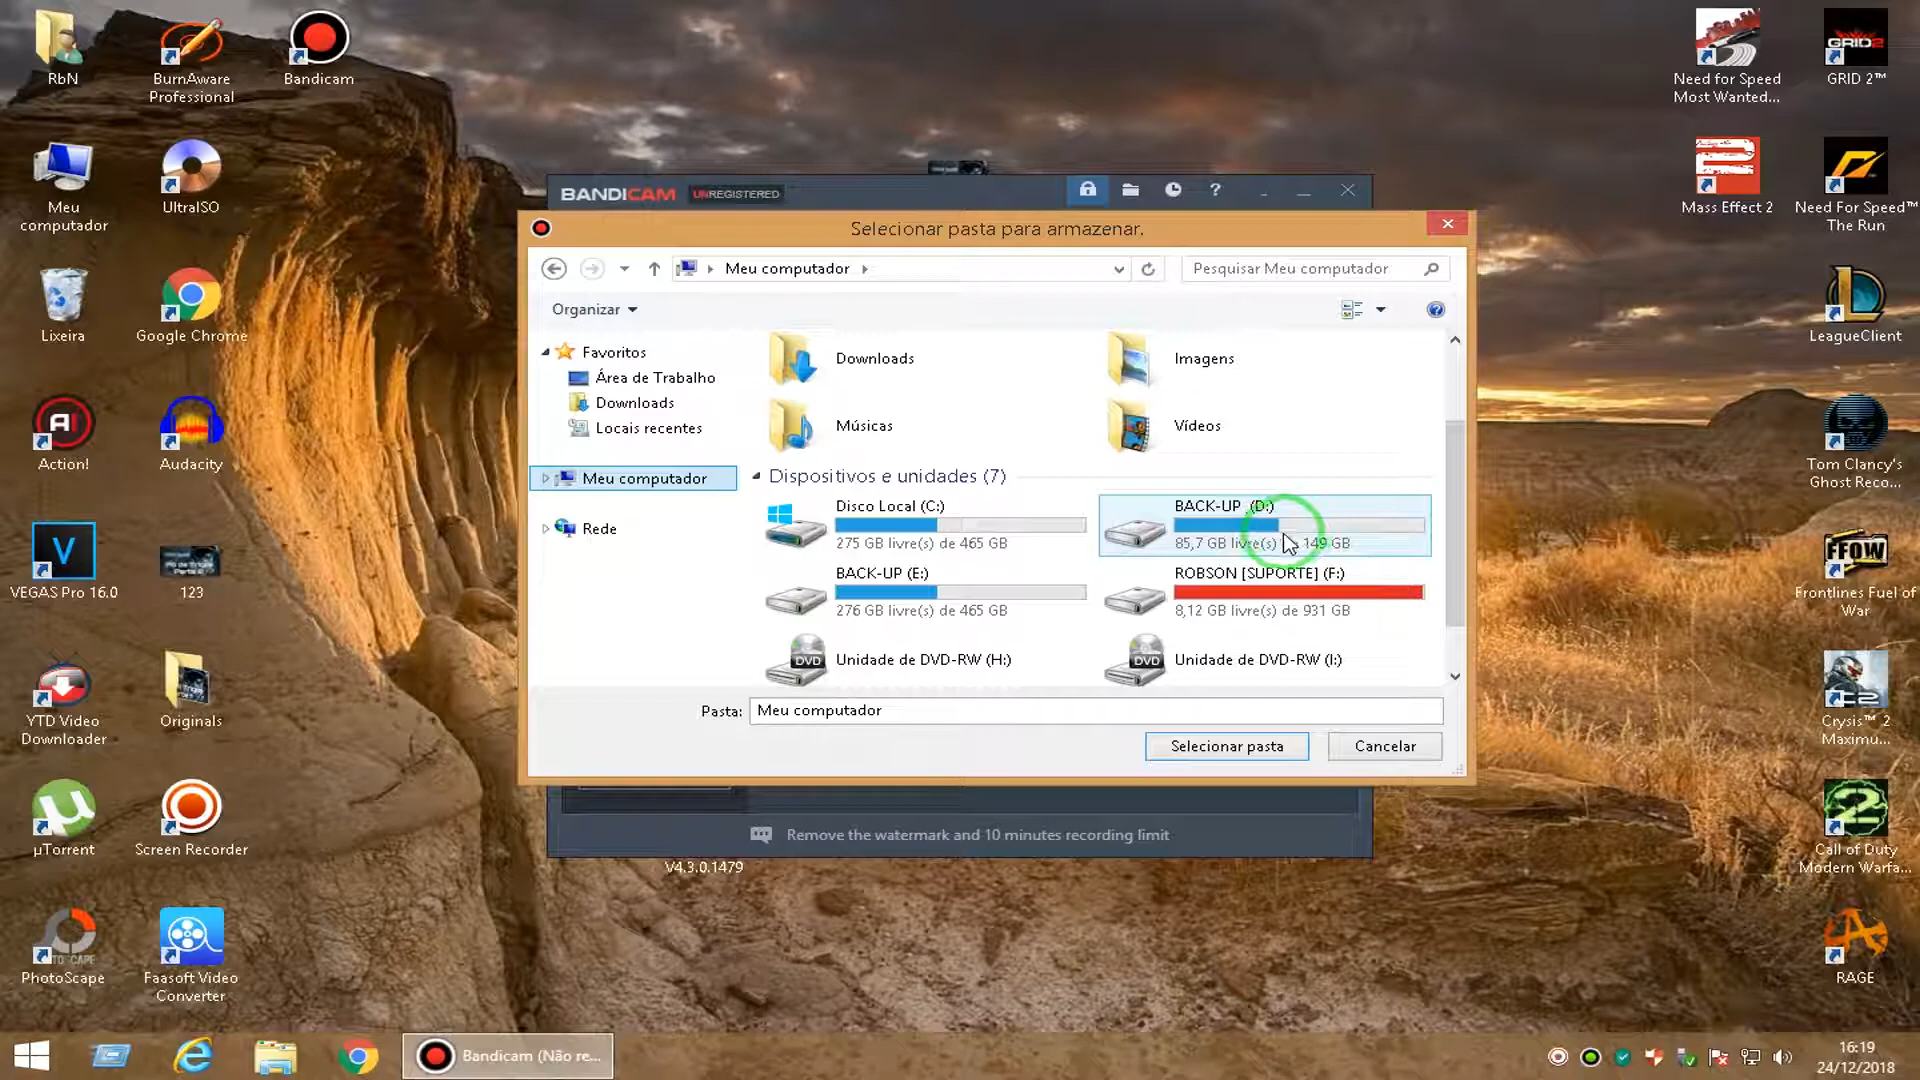 RbN
BurnAware
Professional
Bandicam
Need for Speed
Most Wanted...
GRID 2™
Meu
computador
UltraISO
Mass Effect 2
Need For Speed™
The Run
Lixeira
Google Chrome
LeagueClient
Action!
Audacity
Tom Clancy's
Ghost Reco...
VEGAS Pro 16.0
123
Frontlines Fuel of
War
YTD Video
Downloader
Originals
Crysis™ 2
Maximu...
µTorrent
Screen Recorder
Call of Duty
Modern Warfa...
PhotoScape
Faasoft Video
Converter
RAGE
BANDICAM UNREGISTERED
Selecionar pasta para armazenar.
Meu computador
Pesquisar Meu computador
Organizar
Favoritos
Área de Trabalho
Downloads
Locais recentes
Meu computador
Rede
Downloads
Imagens
Músicas
Vídeos
Dispositivos e unidades (7)
Disco Local (C:)
275 GB livre(s) de 465 GB
BACK-UP (D:)
85,7 GB livre(s) 149 GB
BACK-UP (E:)
276 GB livre(s) de 465 GB
ROBSON [SUPORTE] (F:)
8,12 GB livre(s) de 931 GB
DVD
Unidade de DVD-RW (H:)
DVD
Unidade de DVD-RW (I:)
Pasta: Meu computador
Selecionar pasta
Cancelar
Remove the watermark and 10 minutes recording limit
V4.3.0.1479
Bandicam (Não re...
16:19
24/12/2018